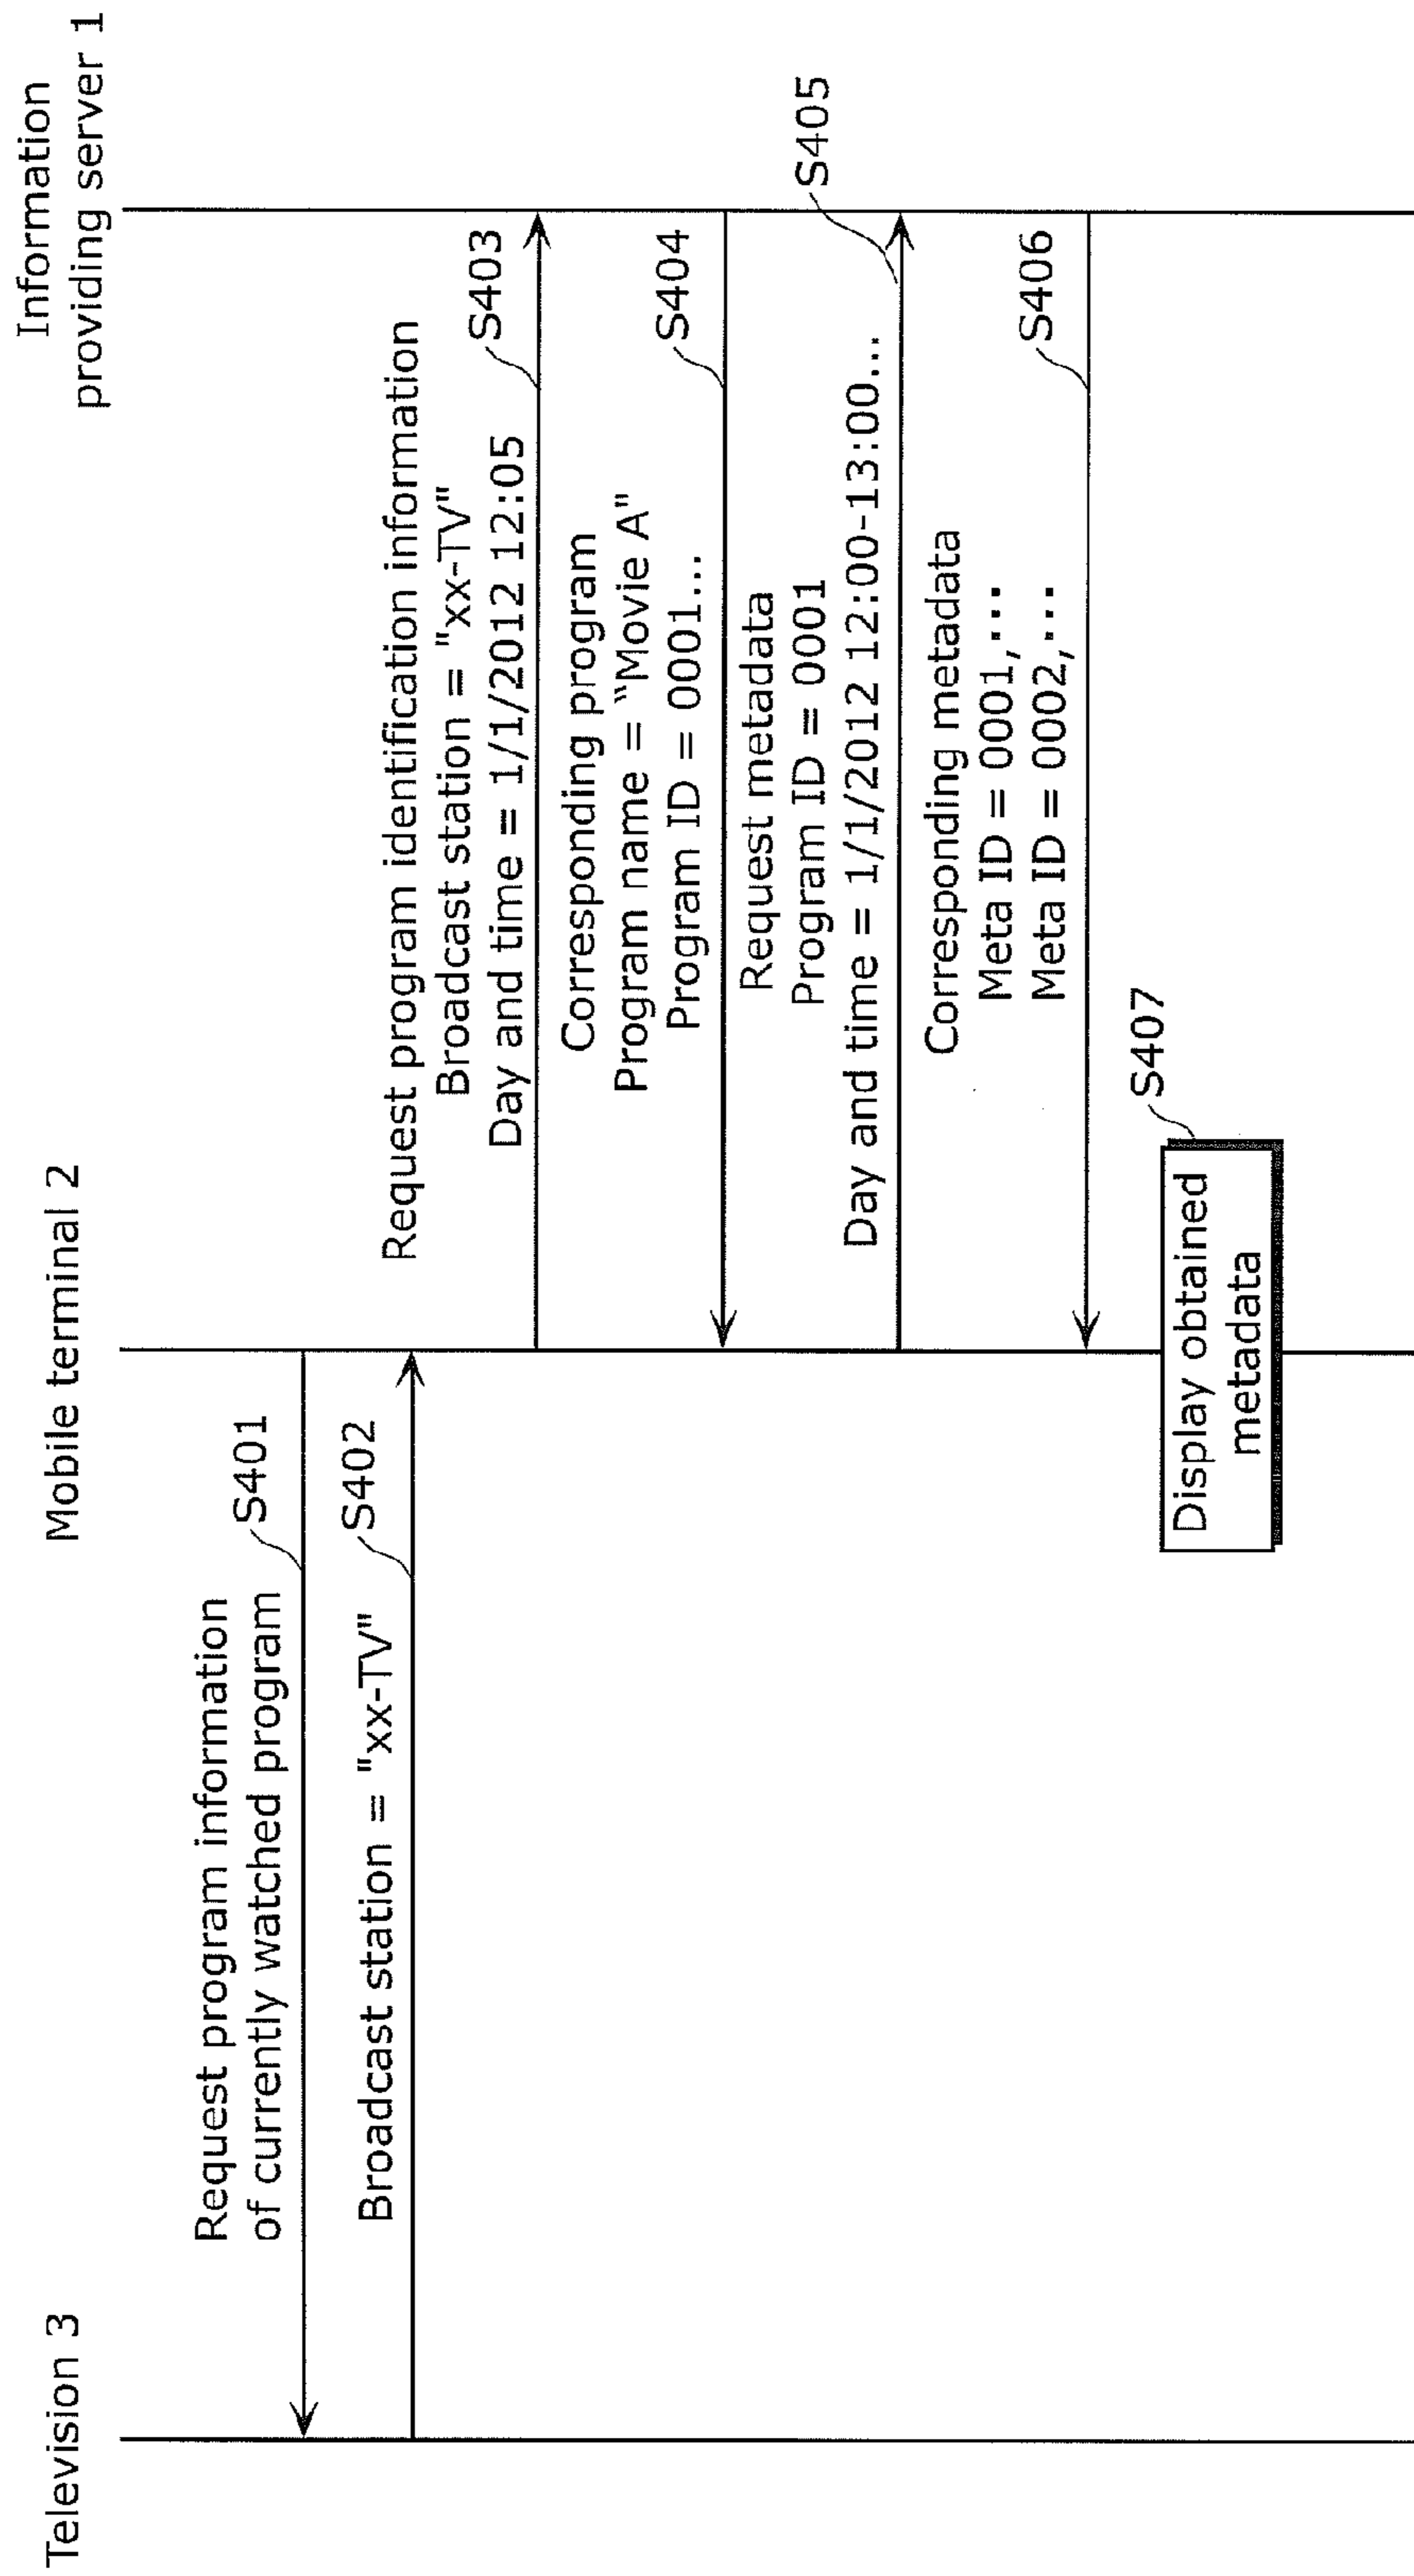 Television 3
Mobile terminal 2
Information
providing server 1
Request program information
of currently watched program
S401
Broadcast station = "xx-TV"
S402
Request program identification information
Broadcast station = "xx-TV"
Day and time = 1/1/2012 12:05
S403
Corresponding program
Program name = "Movie A"
Program ID = 0001...
S404
Request metadata
Program ID = 0001
Day and time = 1/1/2012 12:00-13:00...
S405
Corresponding metadata
Meta ID = 0001,...
Meta ID = 0002,...
S406
S407
Display obtained
metadata